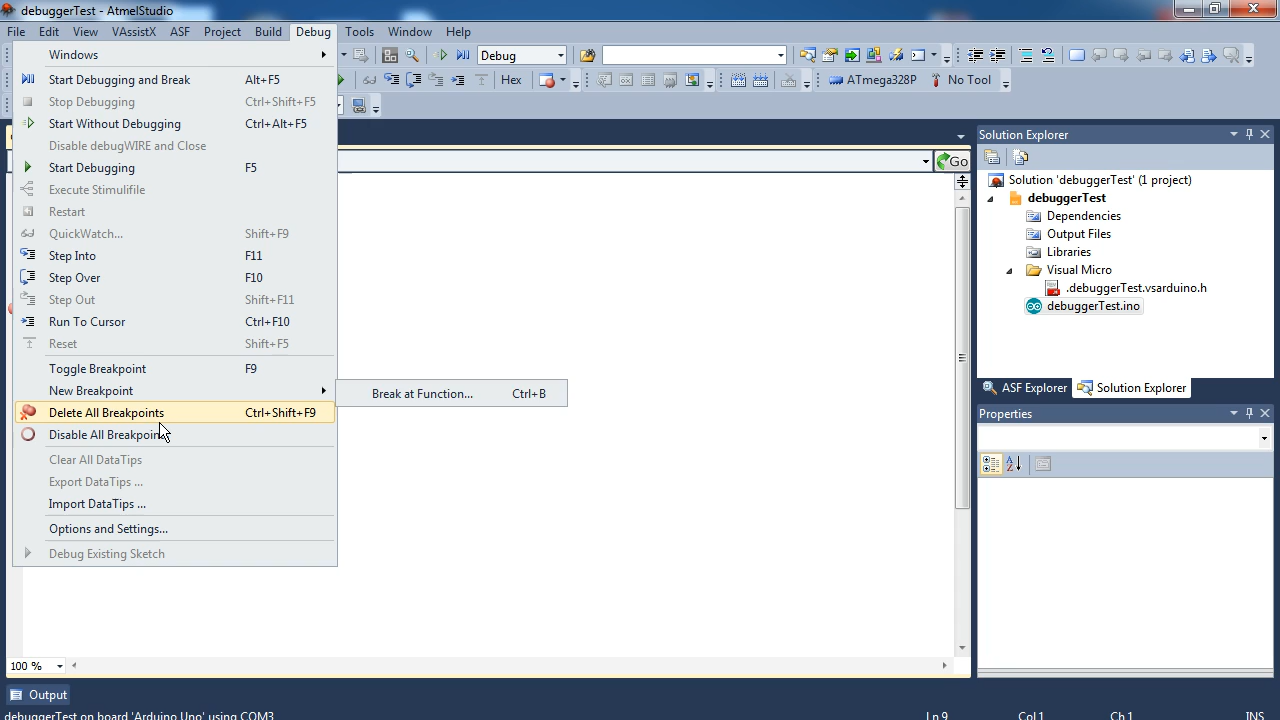 debuggerTest - AtmelStudio
File Edit View VAssistX ASF Project Build Debug Tools Window Help
Debug
Hex
ATmega328P No Tool
Windows
Start Debugging and Break Alt+F5
Stop Debugging Ctrl+Shift+F5
Start Without Debugging Ctrl+Alt+F5
Disable debugWIRE and Close
Start Debugging F5
Execute Stimulifile
Restart
QuickWatch... Shift+F9
Step Into F11
Step Over F10
Step Out Shift+F11
Run To Cursor Ctrl+F10
Reset Shift+F5
Toggle Breakpoint F9
New Breakpoint
Break at Function... Ctrl+B
Delete All Breakpoints Ctrl+Shift+F9
Disable All Breakpoin
Clear All DataTips
Export DataTips ...
Import DataTips ...
Options and Settings...
Debug Existing Sketch
Go
Solution Explorer
Solution 'debuggerTest' (1 project)
debuggerTest
Dependencies
Output Files
Libraries
Visual Micro
.debuggerTest.vsarduino.h
debuggerTest.ino
ASF Explorer Solution Explorer
Properties
100 %
Output
debuggerTest on board 'Arduino Uno' using COM3 Ln 9 Col 1 Ch 1 INS